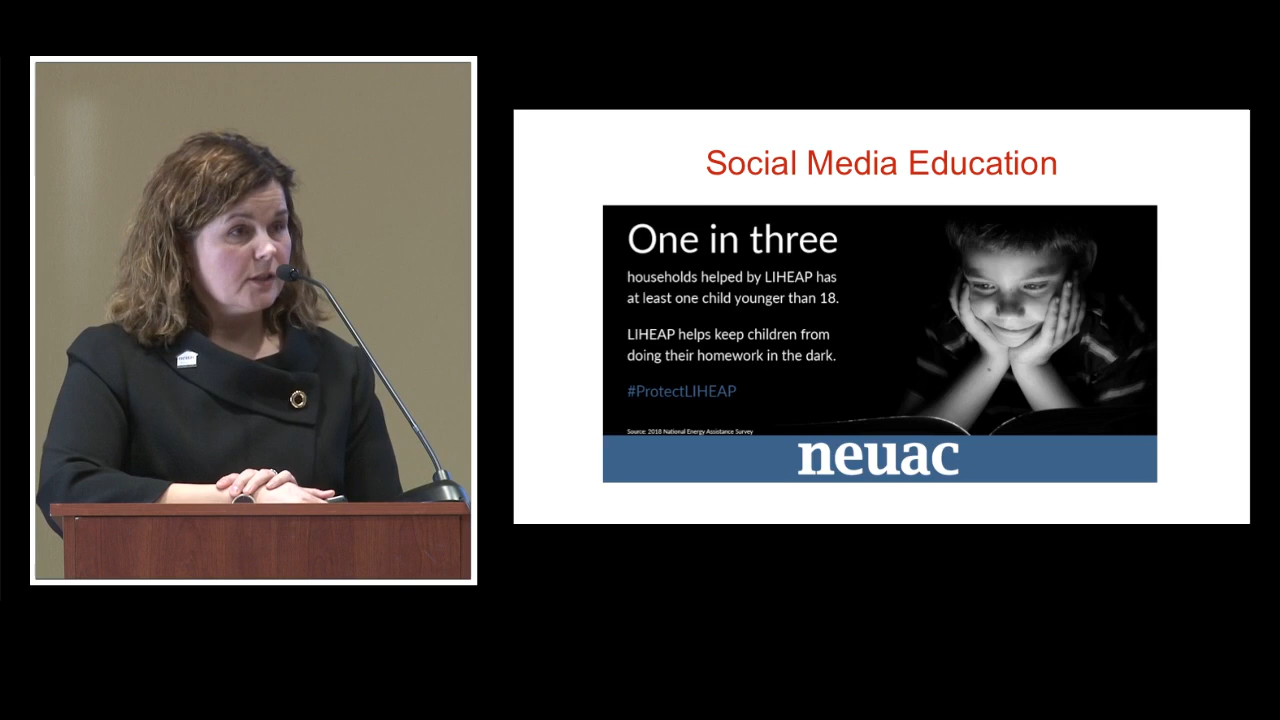 Social Media Education
One in three
households helped by LIHEAP has
at least one child younger than 18.
LIHEAP helps keep children from
doing their homework in the dark.
#ProtectLIHEAP
Source: 2018 National Energy Assistance Survey
neuac